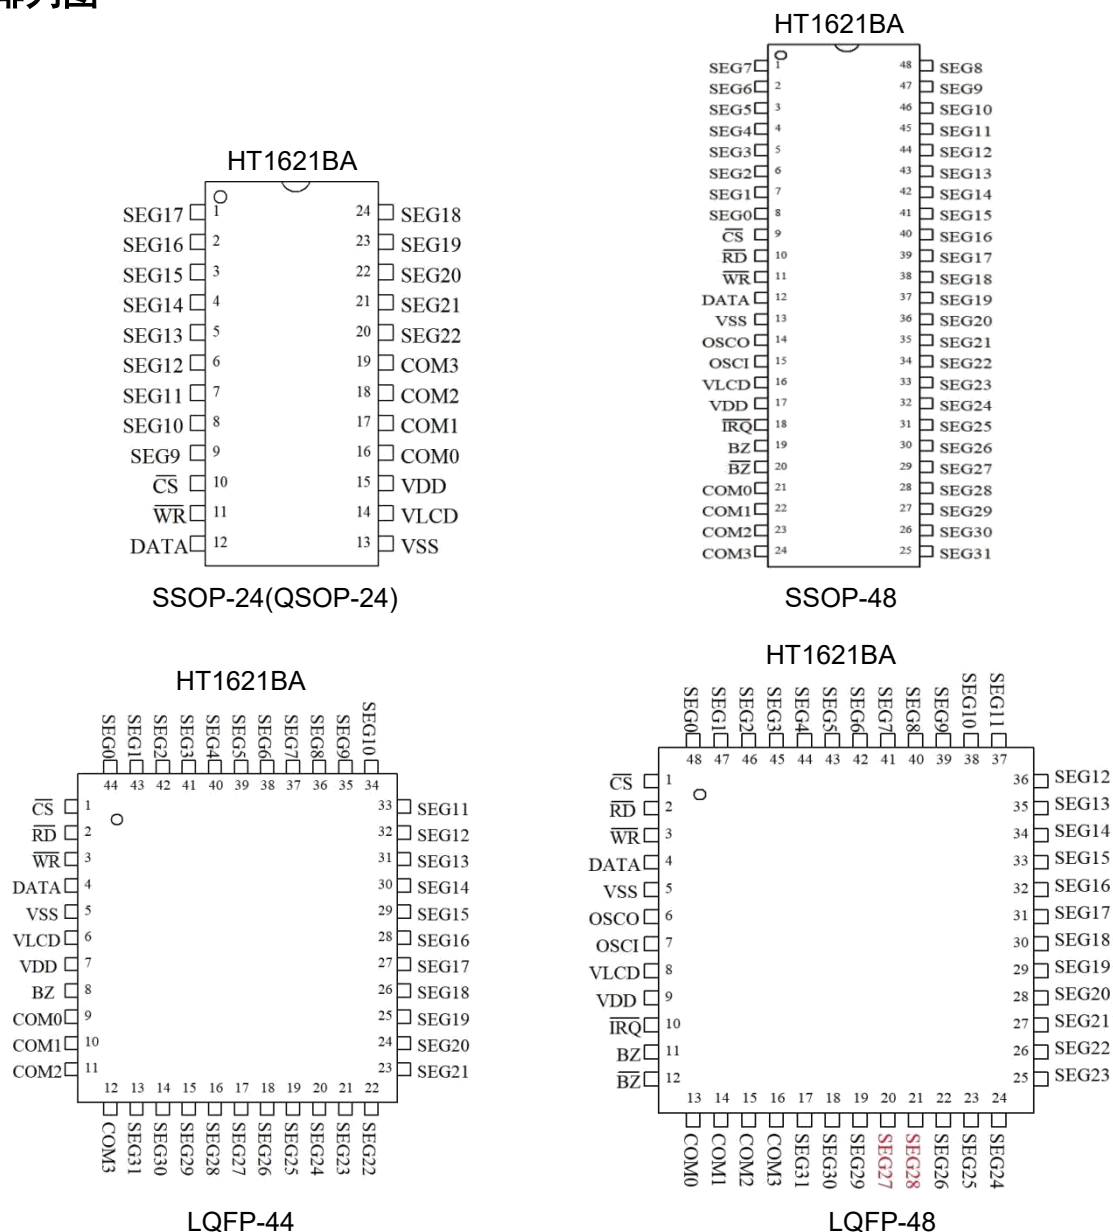 HT1621BA
SEG17 1 24 SEG18
SEG16 2 23 SEG19
SEG15 3 22 SEG20
SEG14 4 21 SEG21
SEG13 5 20 SEG22
SEG12 6 19 COM3
SEG11 7 18 COM2
SEG10 8 17 COM1
SEG9 9 16 COM0
CS 10 15 VDD
WR 11 14 VLCD
DATA 12 13 VSS
SSOP-24(QSOP-24)
HT1621BA
SEG7 1 48 SEG8
SEG6 2 47 SEG9
SEG5 3 46 SEG10
SEG4 4 45 SEG11
SEG3 5 44 SEG12
SEG2 6 43 SEG13
SEG1 7 42 SEG14
SEG0 8 41 SEG15
CS 9 40 SEG16
RD 10 39 SEG17
WR 11 38 SEG18
DATA 12 37 SEG19
VSS 13 36 SEG20
OSCO 14 35 SEG21
OSCI 15 34 SEG22
VLCD 16 33 SEG23
VDD 17 32 SEG24
IRQ 18 31 SEG25
BZ 19 30 SEG26
BZ 20 29 SEG27
COM0 21 28 SEG28
COM1 22 27 SEG29
COM2 23 26 SEG30
COM3 24 25 SEG31
SSOP-48
HT1621BA
SEG0 SEG1 SEG2 SEG3 SEG4 SEG5 SEG6 SEG7 SEG8 SEG9 SEG10
44 43 42 41 40 39 38 37 36 35 34
CS 1 33 SEG11
RD 2 32 SEG12
WR 3 31 SEG13
DATA 4 30 SEG14
VSS 5 29 SEG15
VLCD 6 28 SEG16
VDD 7 27 SEG17
BZ 8 26 SEG18
COM0 9 25 SEG19
COM1 10 24 SEG20
COM2 11 23 SEG21
12 13 14 15 16 17 18 19 20 21 22
COM3 SEG31 SEG30 SEG29 SEG28 SEG27 SEG26 SEG25 SEG24 SEG23 SEG22
LQFP-44
HT1621BA
SEG0 SEG1 SEG2 SEG3 SEG4 SEG5 SEG6 SEG7 SEG8 SEG9 SEG10 SEG11
48 47 46 45 44 43 42 41 40 39 38 37
CS 1 36 SEG12
RD 2 35 SEG13
WR 3 34 SEG14
DATA 4 33 SEG15
VSS 5 32 SEG16
OSCO 6 31 SEG17
OSCI 7 30 SEG18
VLCD 8 29 SEG19
VDD 9 28 SEG20
IRQ 10 27 SEG21
BZ 11 26 SEG22
BZ 12 25 SEG23
13 14 15 16 17 18 19 20 21 22 23 24
COM0 COM1 COM2 COM3 SEG31 SEG30 SEG29 SEG27 SEG28 SEG26 SEG25 SEG24
LQFP-48